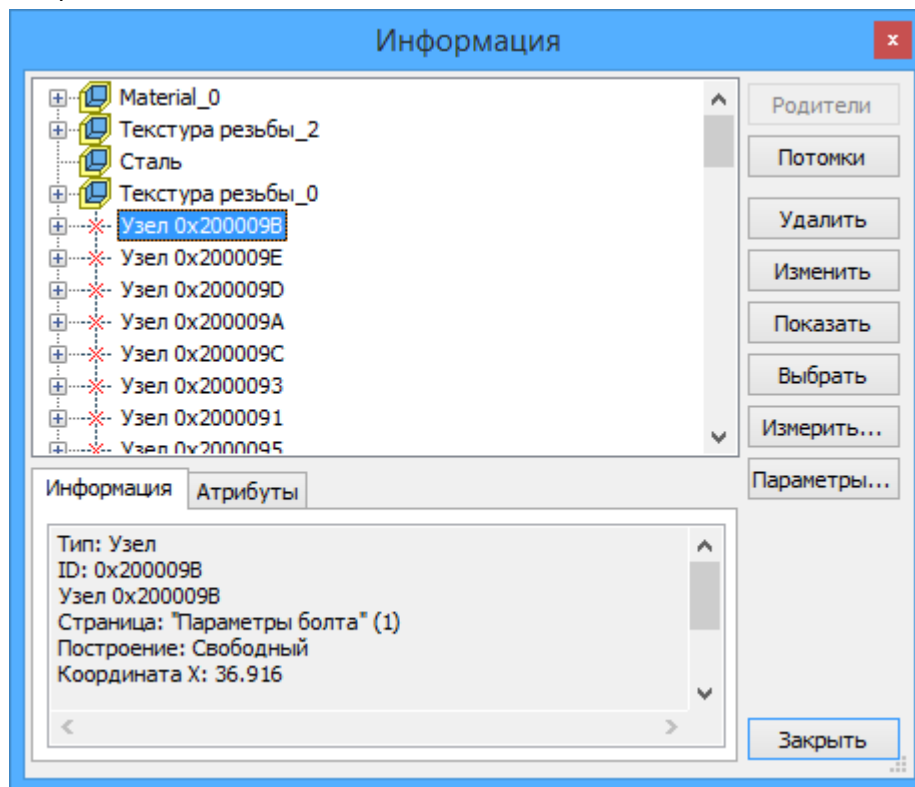 Информация
Material_0
Текстура резьбы_2
Сталь
Текстура резьбы_0
Узел 0x200009B
Узел 0x200009E
Узел 0x200009D
Узел 0x200009A
Узел 0x200009C
Узел 0x2000093
Узел 0x2000091
Узел 0x2000095
Родители
Потомки
Удалить
Изменить
Показать
Выбрать
Измерить...
Параметры...
Информация
Атрибуты
Тип: Узел
ID: 0x200009B
Узел 0x200009B
Страница: "Параметры болта" (1)
Построение: Свободный
Координата X: 36.916
Закрыть